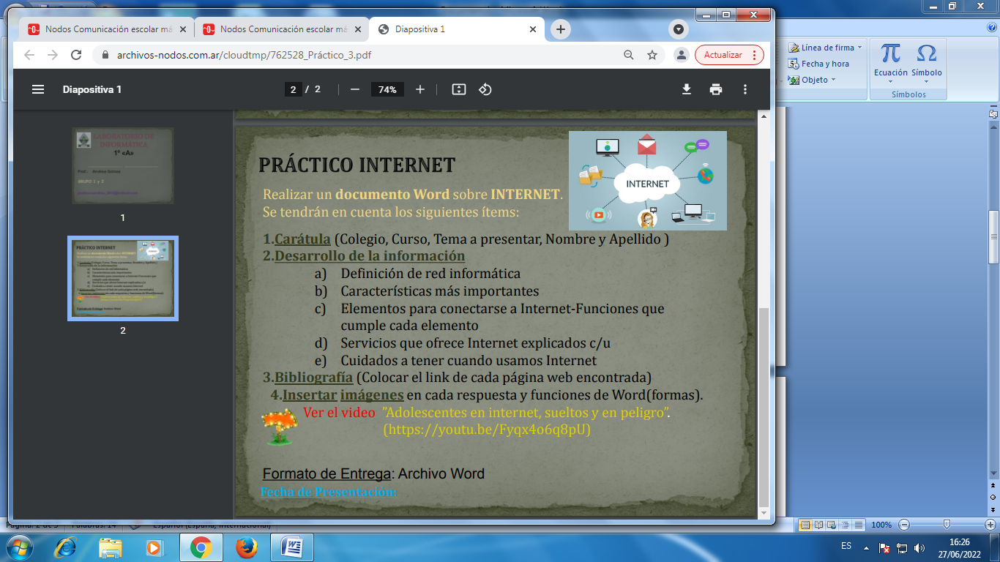 Nodos Comunicación escolar má
Nodos Comunicación escolar má
Diapositiva 1
archivos-nodos.com.ar/cloudtmp/762528_Práctico_3.pdf
Actualizar
Línea de firma
Fecha y hora
Objeto
Ecuación
Símbolo
Símbolos
Diapositiva 1
2 / 2
74%
LABORATORIO DE
INFORMÁTICA
1º «A»
GRUPO 1 y 2
1
2
PRÁCTICO INTERNET
Realizar un documento Word sobre INTERNET.
Se tendrán en cuenta los siguientes ítems:
INTERNET
1.Carátula (Colegio, Curso, Tema a presentar, Nombre y Apellido )
2.Desarrollo de la información
a) Definición de red informática
b) Características más importantes
c) Elementos para conectarse a Internet-Funciones que
cumple cada elemento
d) Servicios que ofrece Internet explicados c/u
e) Cuidados a tener cuando usamos Internet
3.Bibliografía (Colocar el link de cada página web encontrada)
4.Insertar imágenes en cada respuesta y funciones de Word(formas).
Ver el video "Adolescentes en internet, sueltos y en peligro".
(https://youtu.be/Fyqx4o6q8pU)
Formato de Entrega: Archivo Word
Fecha de Presentación:
100%
ES
16:26
27/06/2022